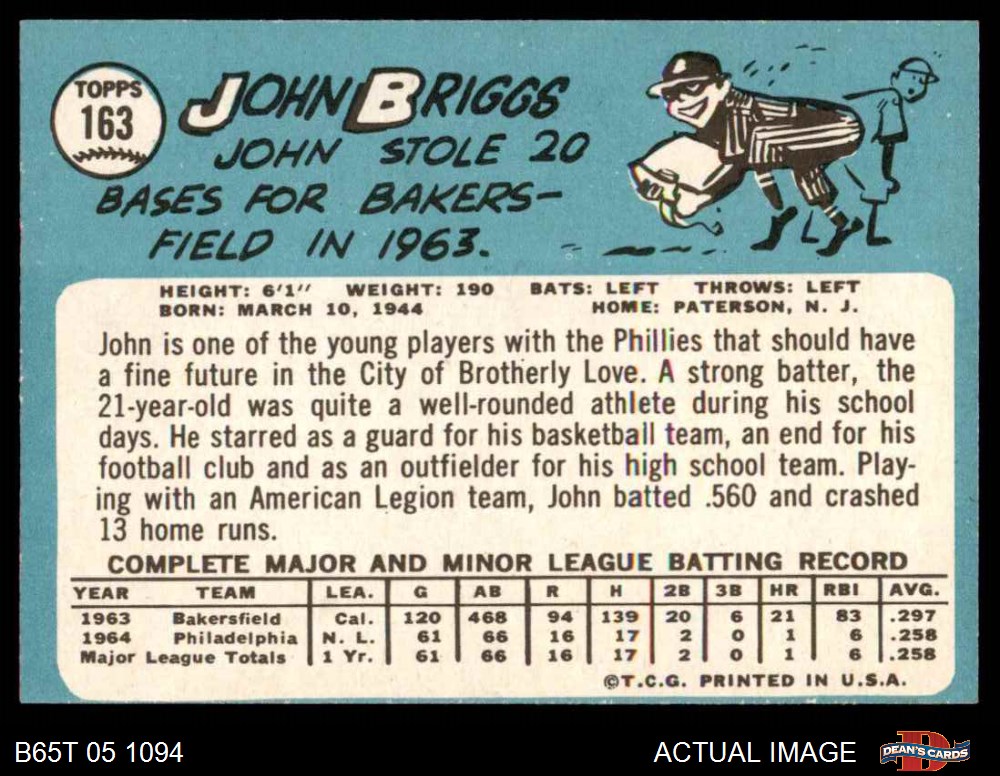 TOPPS
163
JOHN BRIGGS
JOHN STOLE 20
BASES FOR BAKERS-
FIELD IN 1963.
HEIGHT: 6'1" WEIGHT: 190 BATS: LEFT THROWS: LEFT
BORN: MARCH 10, 1944 HOME: PATERSON, N. J.
John is one of the young players with the Phillies that should have
a fine future in the City of Brotherly Love. A strong batter, the
21-year-old was quite a well-rounded athlete during his school
days. He starred as a guard for his basketball team, an end for his
football club and as an outfielder for his high school team. Play-
ing with an American Legion team, John batted .560 and crashed
13 home runs.
COMPLETE MAJOR AND MINOR LEAGUE BATTING RECORD
YEAR TEAM LEA. G AB R H 2B 3B HR RBI AVG.
1963 Bakersfield Cal. 120 468 94 139 20 6 21 83 .297
1964 Philadelphia N. L. 61 66 16 17 2 0 1 6 .258
Major League Totals 1 Yr. 61 66 16 17 2 0 1 6 .258
©T.C.G. PRINTED IN U.S.A.
B65T 05 1094 ACTUAL IMAGE D DEAN'S CARDS